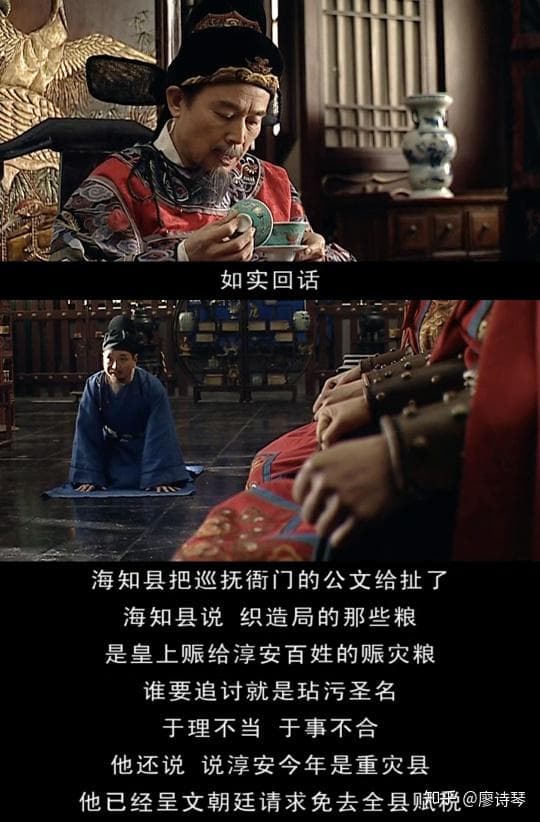 如实回话
海知县把巡抚衙门的公文给扯了
海知县说 织造局的那些粮
是皇上赈给淳安百姓的赈灾粮
谁要追讨就是玷污圣名
于理不当 于事不合
他还说 说淳安今年是重灾县
他已经呈文朝廷请求免去全县赋税
知乎 @廖诗琴